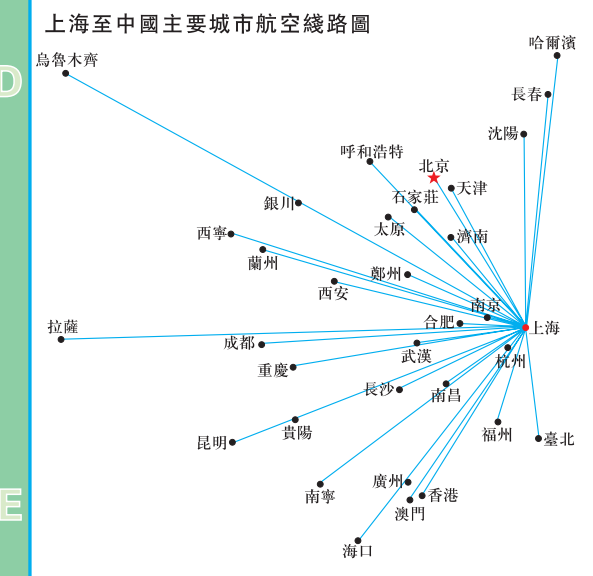 上海至中國主要城市航空綫路圖
哈爾濱
烏魯木齊
D
長春
沈陽
呼和浩特
北京
天津
石家莊
銀川
太原
西寧
濟南
蘭州
鄭州
西安
南京
合肥
上海
拉薩
成都
武漢
杭州
重慶
長沙
南昌
貴陽
福州
昆明
臺北
廣州
南寧
香港
E
澳門
海口